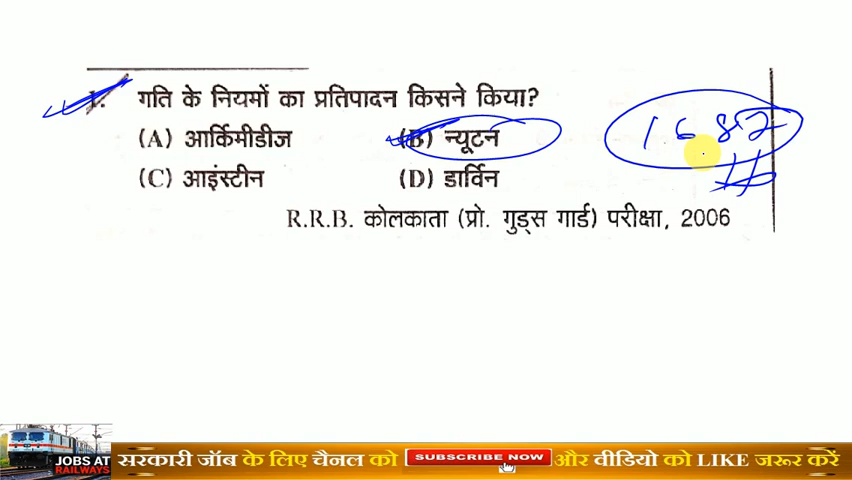 1. गति के नियमों का प्रतिपादन किसने किया?
(A) आर्किमीडीज (B) न्यूटन
(C) आइंस्टीन (D) डार्विन
R.R.B. कोलकाता (प्रो. गुड्स गार्ड) परीक्षा, 2006
1687
JOBS AT
RAILWAYS
सरकारी जॉब के लिए चैनल को SUBSCRIBE NOW और वीडियो को LIKE जरूर करें